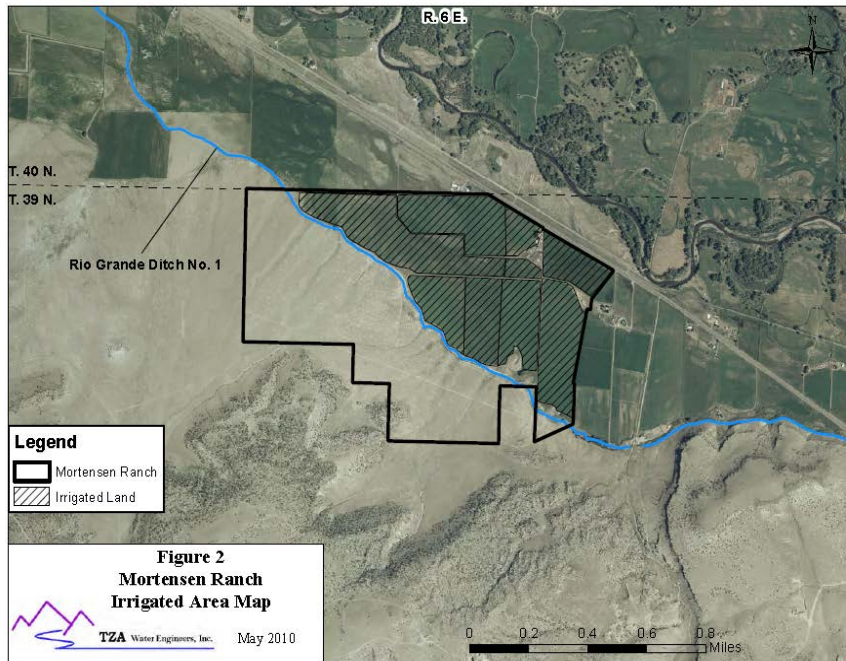 R. 6 E.
N
T. 40 N.
T. 39 N.
Rio Grande Ditch No. 1
Legend
Mortensen Ranch
Irrigated Land
Figure 2
Mortensen Ranch
Irrigated Area Map
TZA Water Engineers, Inc. May 2010
0 0.2 0.4 0.6 0.8
Miles